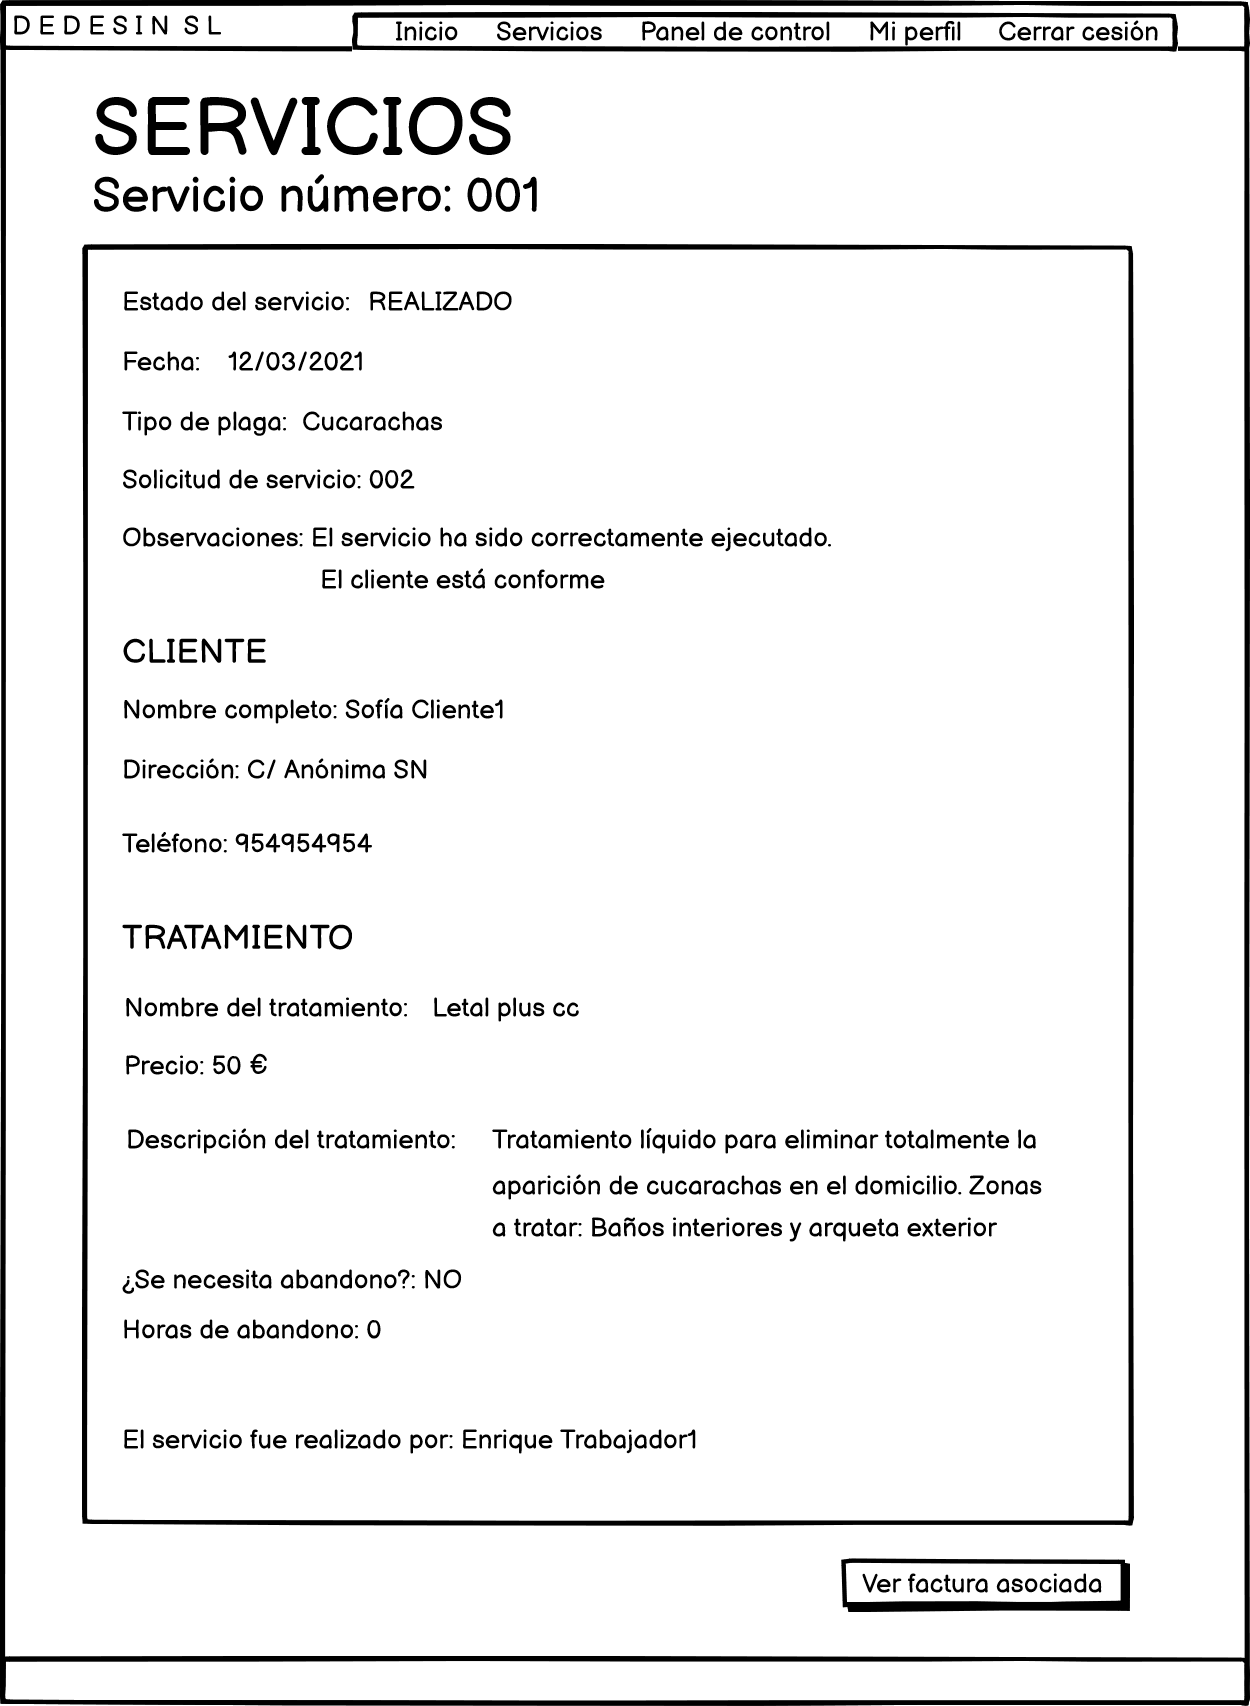 DEDESIN SL
Inicio Servicios Panel de control Mi perfil Cerrar cesión
SERVICIOS
Servicio número: 001
Estado del servicio: REALIZADO
Fecha: 12/03/2021
Tipo de plaga: Cucarachas
Solicitud de servicio: 002
Observaciones: El servicio ha sido correctamente ejecutado.
El cliente está conforme
CLIENTE
Nombre completo: Sofía Cliente1
Dirección: C/ Anónima SN
Teléfono: 954954954
TRATAMIENTO
Nombre del tratamiento: Letal plus cc
Precio: 50 €
Descripción del tratamiento: Tratamiento líquido para eliminar totalmente la
aparición de cucarachas en el domicilio. Zonas
a tratar: Baños interiores y arqueta exterior
¿Se necesita abandono?: NO
Horas de abandono: 0
El servicio fue realizado por: Enrique Trabajador1
Ver factura asociada